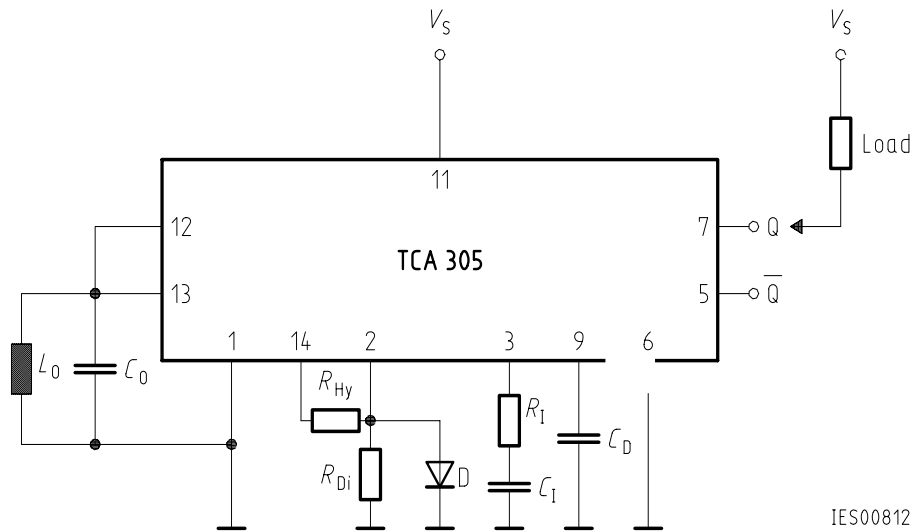 V_S
V_S
Load
11
12
7
Q
TCA 305
13
5
Q̅
1
14
2
3
9
6
L_0
C_0
R_Hy
R_I
R_Di
D
C_D
C_I
IES00812